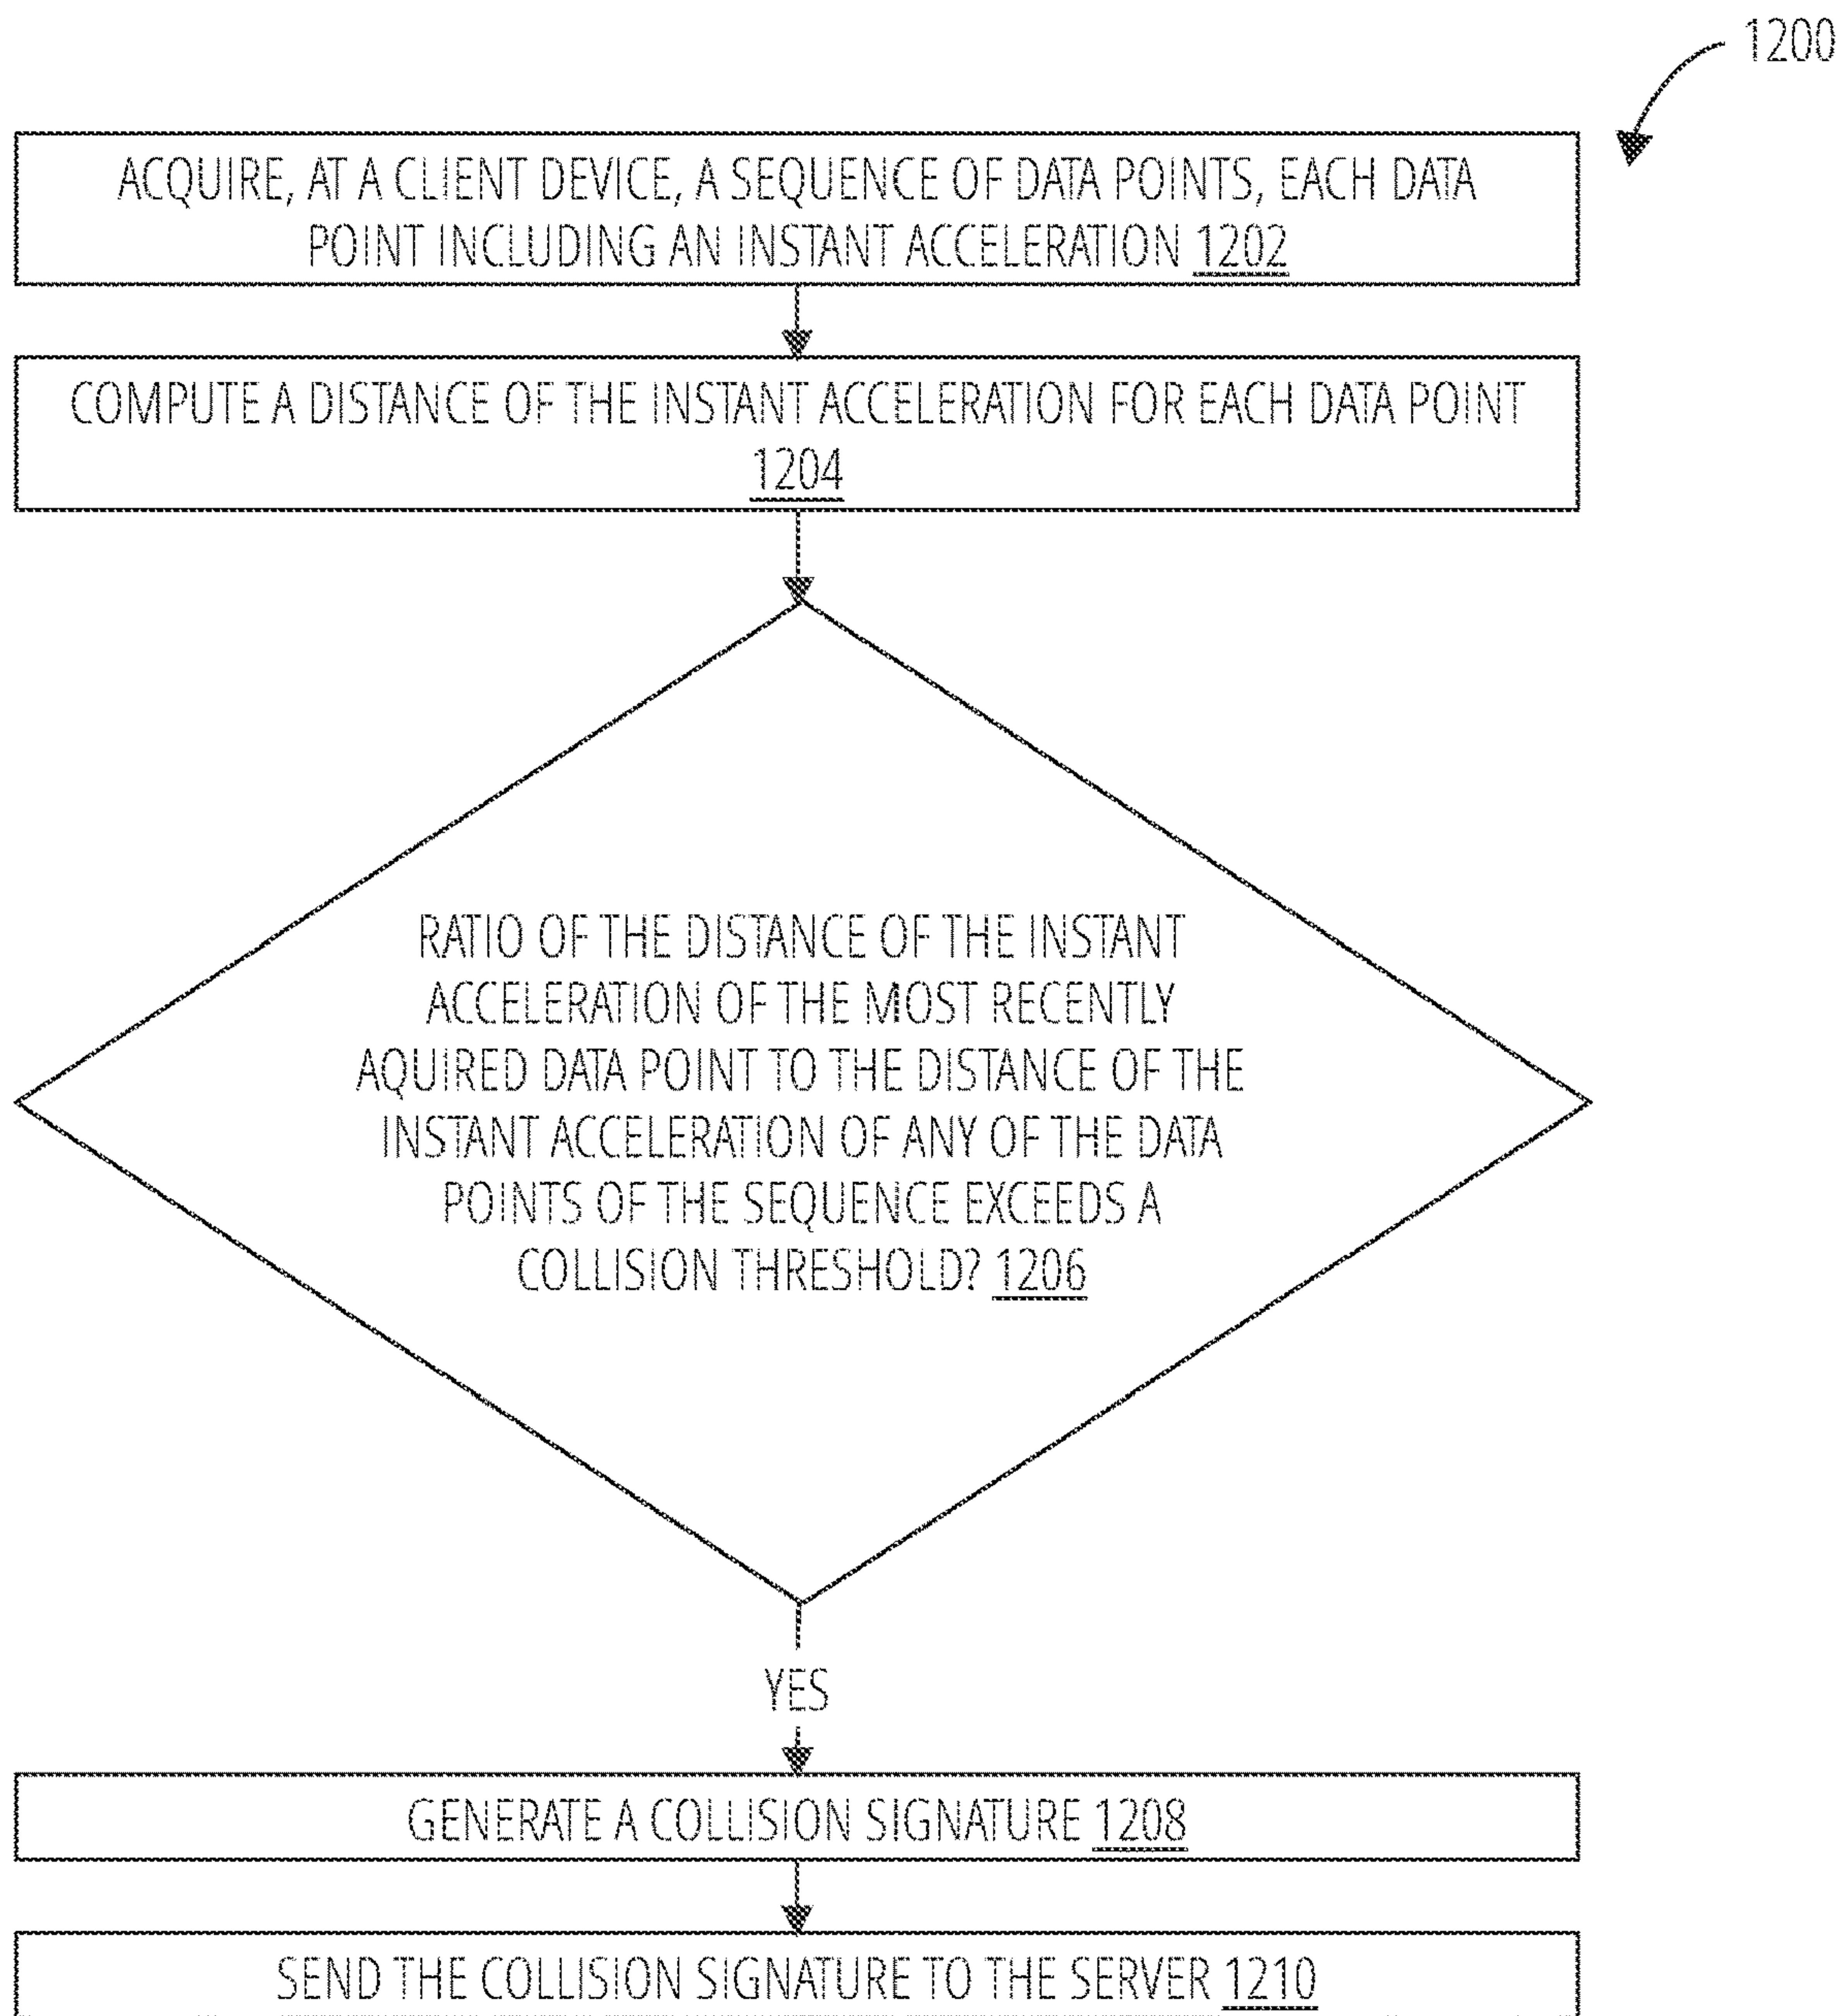 1200
ACQUIRE, AT A CLIENT DEVICE, A SEQUENCE OF DATA POINTS, EACH DATA
POINT INCLUDING AN INSTANT ACCELERATION 1202
COMPUTE A DISTANCE OF THE INSTANT ACCELERATION FOR EACH DATA POINT
1204
RATIO OF THE DISTANCE OF THE INSTANT
ACCELERATION OF THE MOST RECENTLY
AQUIRED DATA POINT TO THE DISTANCE OF THE
INSTANT ACCELERATION OF ANY OF THE DATA
POINTS OF THE SEQUENCE EXCEEDS A
COLLISION THRESHOLD? 1206
YES
GENERATE A COLLISION SIGNATURE 1208
SEND THE COLLISION SIGNATURE TO THE SERVER 1210